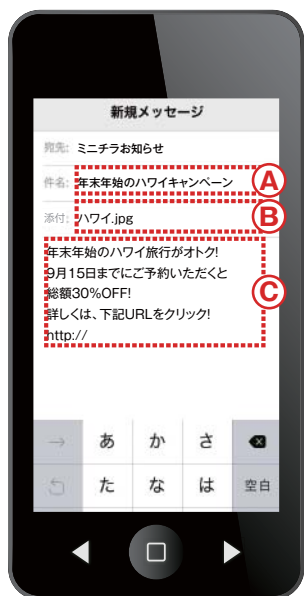 新規メッセージ
宛先: ミニチラお知らせ
件名: 年末年始のハワイキャンペーン A
添付: ハワイ.jpg B
年末年始のハワイ旅行がオトク!
9月15日までにご予約いただくと
総額30%OFF! C
詳しくは、下記URLをクリック!
http://
→ あ か さ
た な は 空白